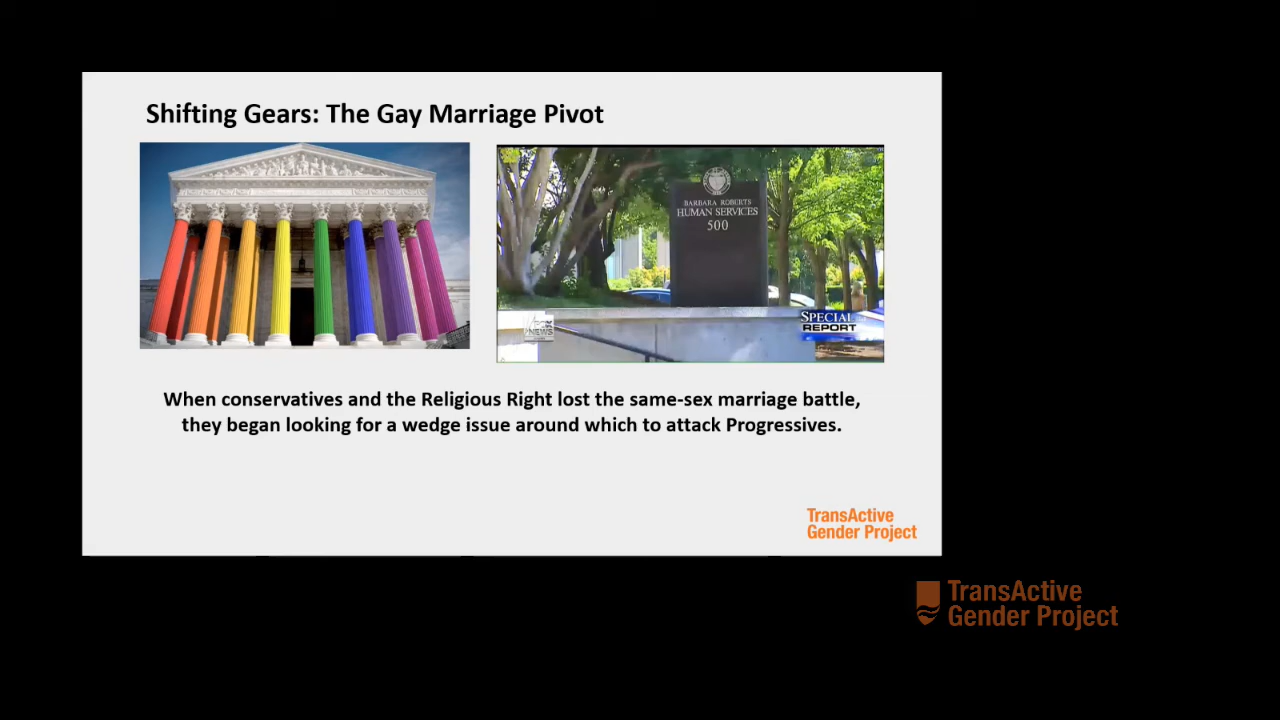 Shifting Gears: The Gay Marriage Pivot
BARBARA ROBERTS
HUMAN SERVICES
500
FOX
NEWS
SPECIAL
REPORT
When conservatives and the Religious Right lost the same-sex marriage battle,
they began looking for a wedge issue around which to attack Progressives.
TransActive
Gender Project
TransActive
Gender Project